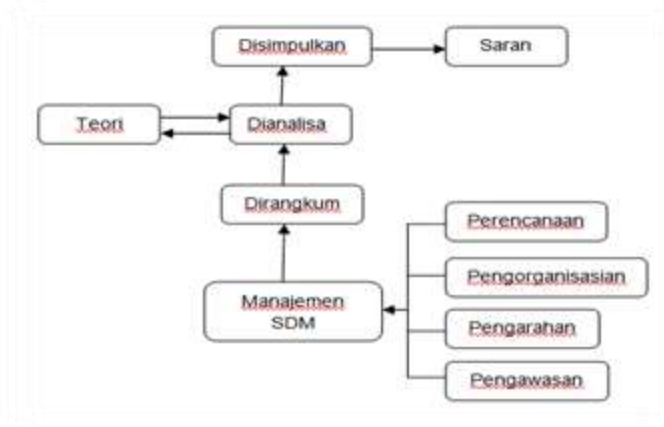 Disimpulkan
Saran
Teori
Dianalisa
Dirangkum
Perencanaan
Pengorganisasian
Manajemen
SDM
Pengarahan
Pengawasan